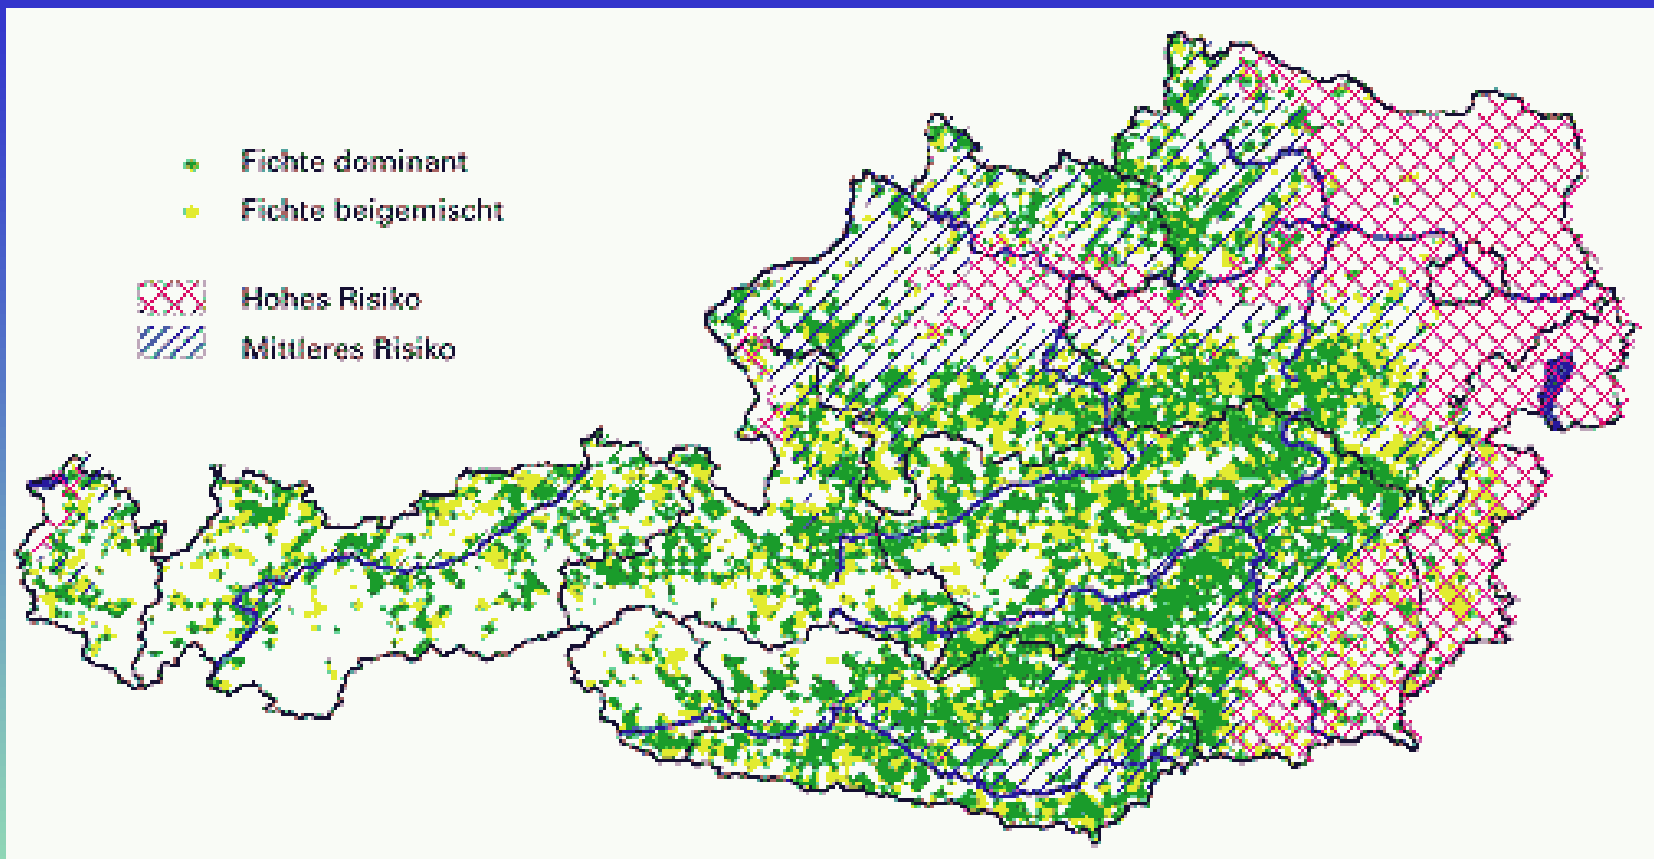 Fichte dominant
Fichte beigemischt
Hohes Risiko
Mittleres Risiko